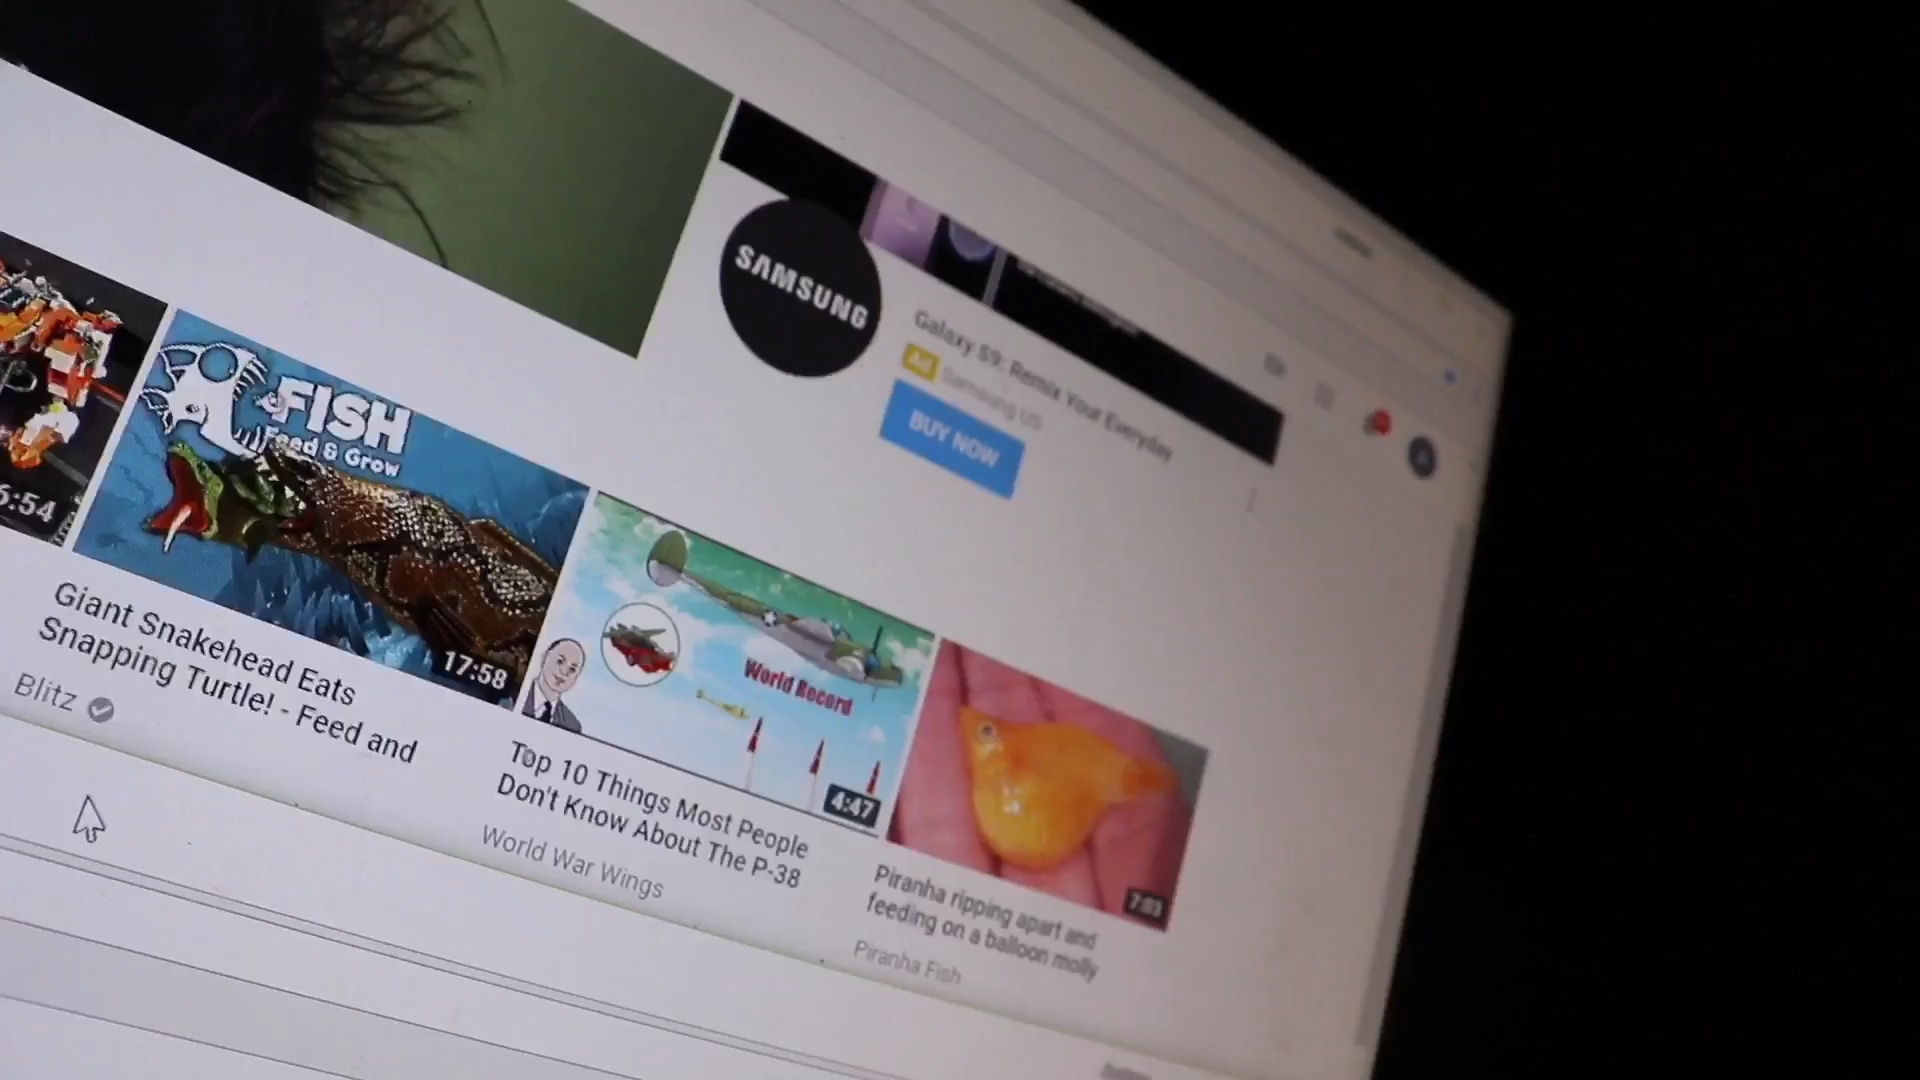 SAMSUNG
Galaxy S9: Remix Your Everyday
Ad Samsung US
BUY NOW
5:54
FISH
Feed & Grow
17:58
Giant Snakehead Eats
Snapping Turtle! - Feed and
Blitz
World Record
4:47
Top 10 Things Most People
Don't Know About The P-38
World War Wings
7:03
Piranha ripping apart and
feeding on a balloon molly
Piranha Fish